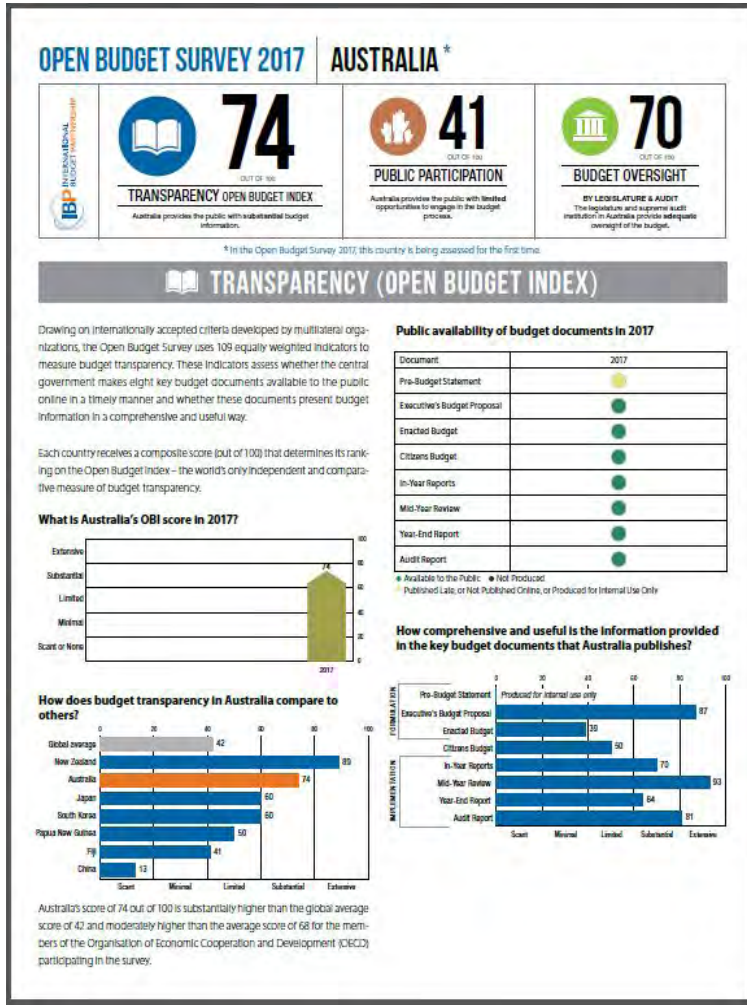 OPEN BUDGET SURVEY 2017 AUSTRALIA *
IBP INTERNATIONAL
BUDGET PARTNERSHIP
74
OUT OF 100
TRANSPARENCY OPEN BUDGET INDEX
Australia provides the public with substantial budget
information.
41
OUT OF 100
PUBLIC PARTICIPATION
Australia provides the public with limited
opportunities to engage in the budget
process.
70
OUT OF 100
BUDGET OVERSIGHT
BY LEGISLATURE & AUDIT
The legislature and supreme audit
institution in Australia provide adequate
oversight of the budget.
* In the Open Budget Survey 2017, this country is being assessed for the first time.
TRANSPARENCY (OPEN BUDGET INDEX)
Drawing on internationally accepted criteria developed by multilateral orga-
nizations, the Open Budget Survey uses 109 equally weighted indicators to
measure budget transparency. These indicators assess whether the central
government makes eight key budget documents available to the public
online in a timely manner and whether these documents present budget
information in a comprehensive and useful way.
Each country receives a composite score (out of 100) that determines its rank-
ing on the Open Budget Index – the world's only independent and compara-
tive measure of budget transparency.
What is Australia's OBI score in 2017?
100
Extensive
80
Substantial
74
60
Limited
40
Minimal
20
Scant or None
0
2017
How does budget transparency in Australia compare to
others?
0 20 40 60 80 100
Global average 42
New Zealand 89
Australia 74
Japan 60
South Korea 60
Papua New Guinea 50
Fiji 41
China 13
Scant Minimal Limited Substantial Extensive
Australia's score of 74 out of 100 is substantially higher than the global average
score of 42 and moderately higher than the average score of 68 for the mem-
bers of the Organisation of Economic Cooperation and Development (OECD)
participating in the survey.
Public availability of budget documents in 2017
Document 2017
Pre-Budget Statement
Executive's Budget Proposal
Enacted Budget
Citizens Budget
In-Year Reports
Mid-Year Review
Year-End Report
Audit Report
Available to the Public Not Produced
Published Late, or Not Published Online, or Produced for Internal Use Only
How comprehensive and useful is the information provided
in the key budget documents that Australia publishes?
0 20 40 60 80 100
FORMULATION
Pre-Budget Statement Produced for internal use only
Executive's Budget Proposal 87
Enacted Budget 39
Citizens Budget 50
IMPLEMENTATION
In-Year Reports 70
Mid-Year Review 93
Year-End Report 64
Audit Report 81
Scant Minimal Limited Substantial Extensive